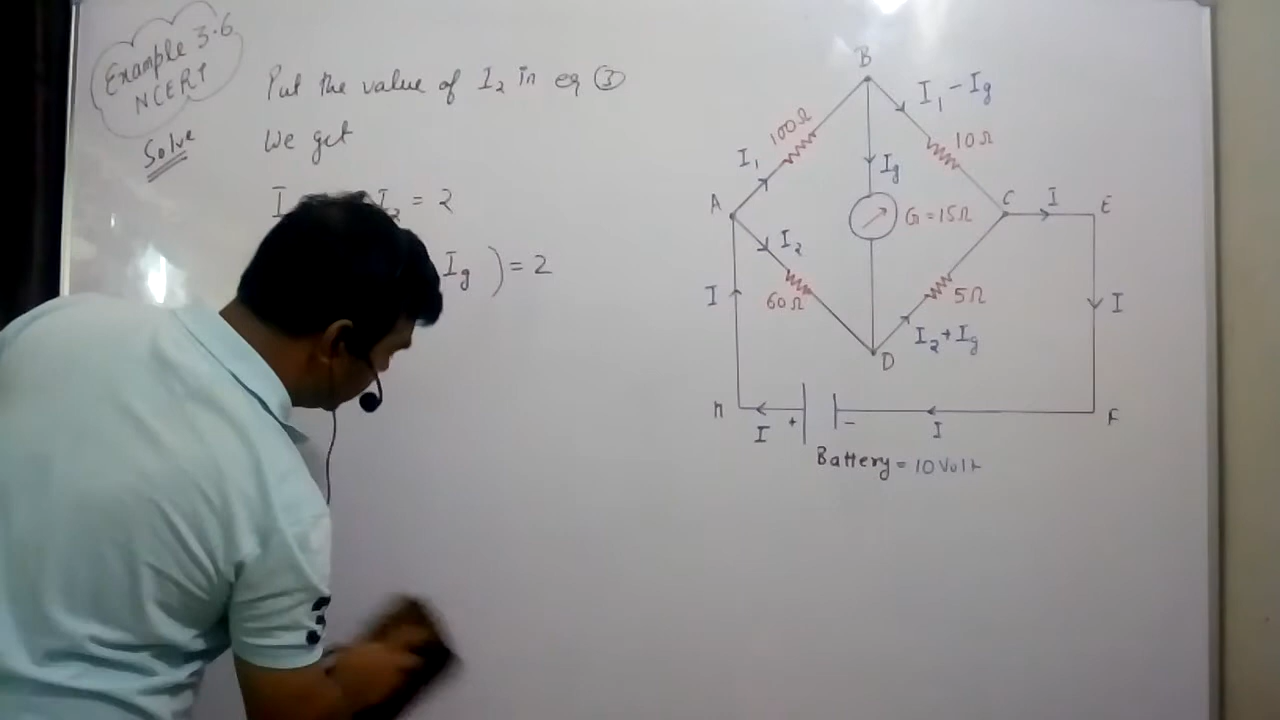 Example 3.6
NCERT
Solve
Put the value of I₂ in eq ③
We get
I₂ = 2
Ig ) = 2
B
I₁ - Ig
100Ω
10Ω
I₁
Ig
A
C
I
E
G = 15Ω
I₂
I
60Ω
5Ω
I
I₂ + Ig
D
I
+
-
I
F
Battery = 10 Volt